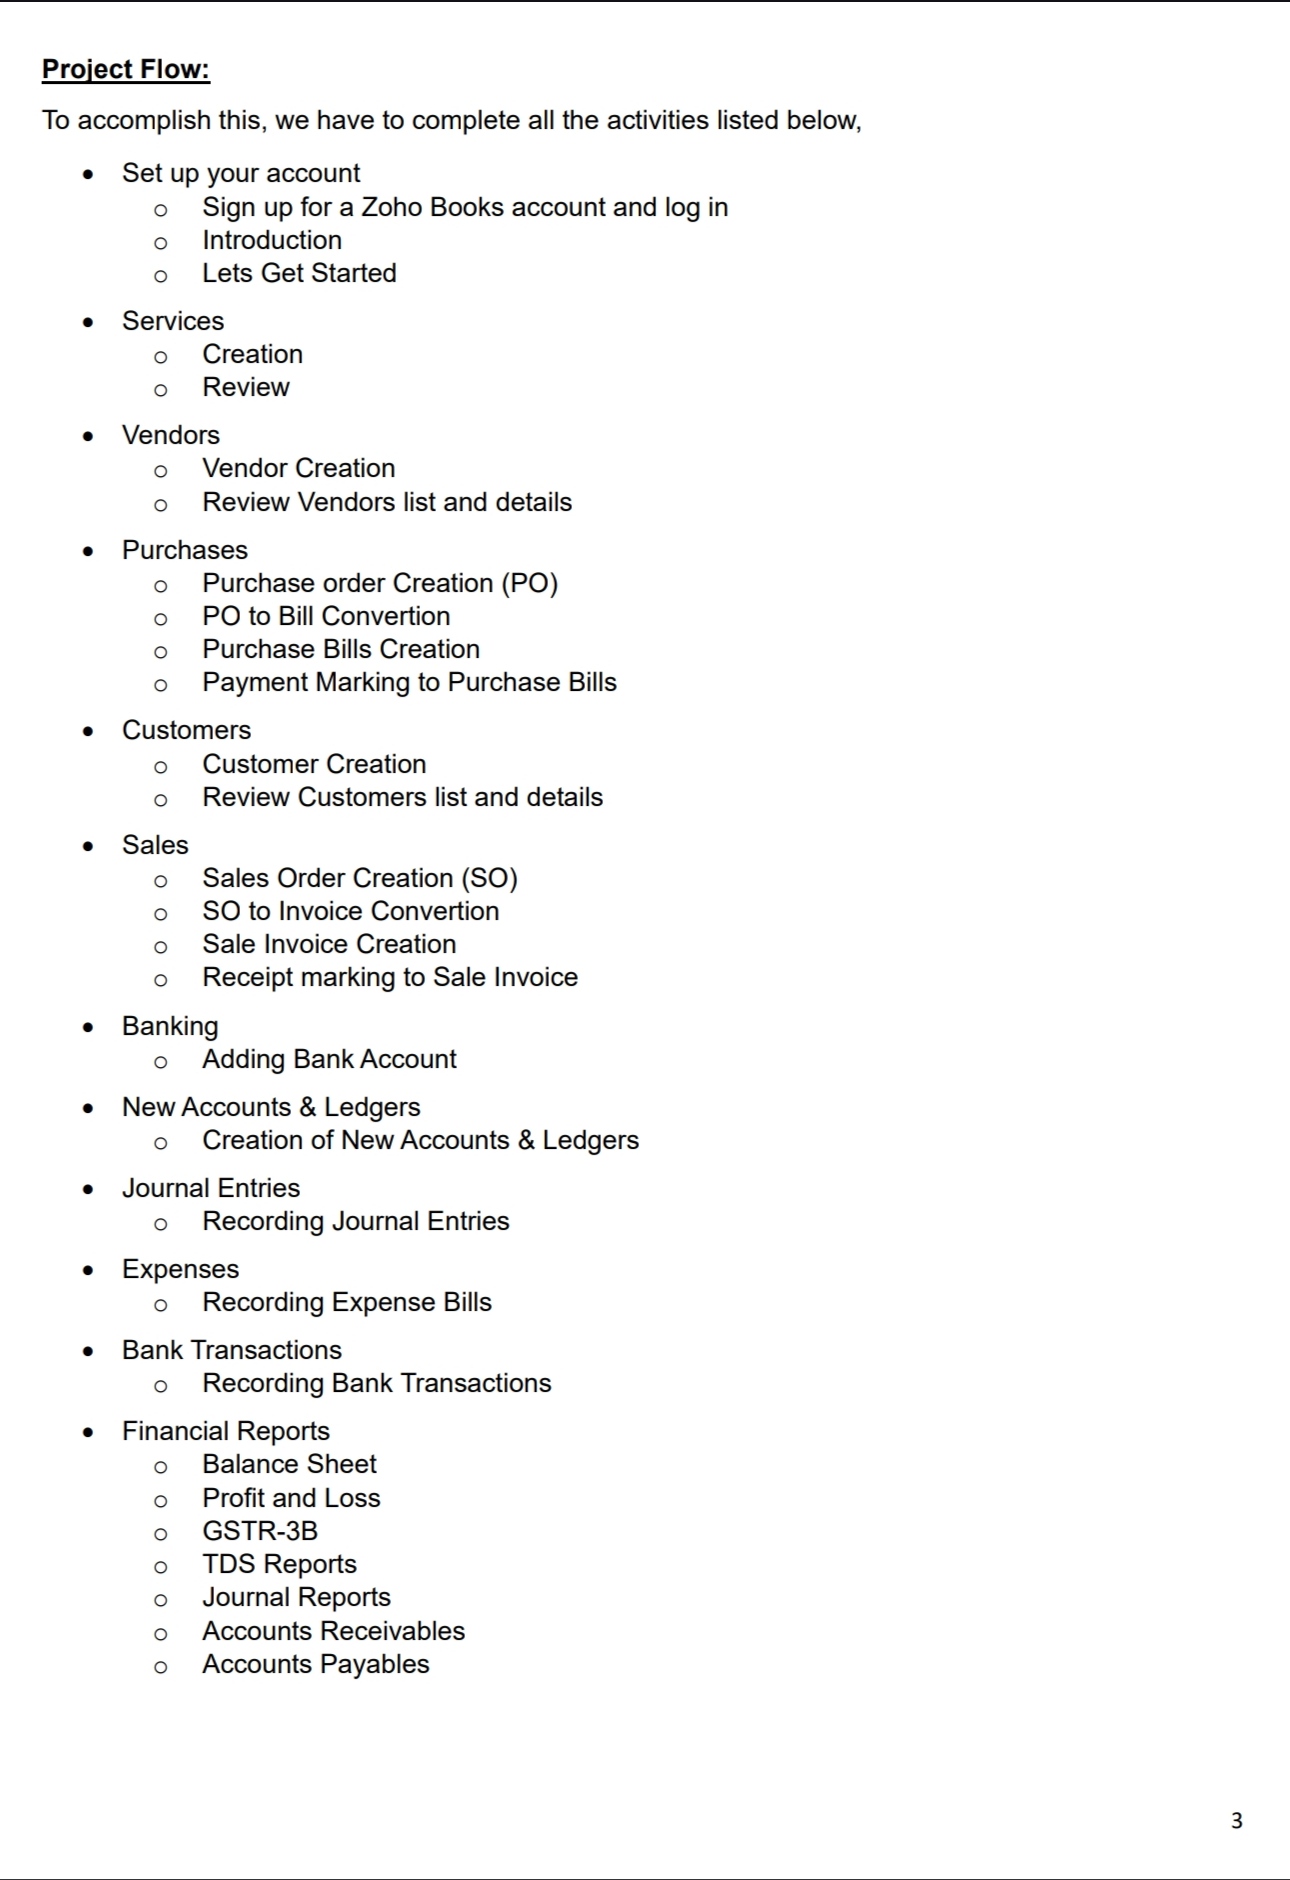 Project Flow:
To accomplish this, we have to complete all the activities listed below,
• Set up your account
o Sign up for a Zoho Books account and log in
o Introduction
o Lets Get Started
• Services
o Creation
o Review
• Vendors
o Vendor Creation
o Review Vendors list and details
• Purchases
o Purchase order Creation (PO)
o PO to Bill Convertion
o Purchase Bills Creation
o Payment Marking to Purchase Bills
• Customers
o Customer Creation
o Review Customers list and details
• Sales
o Sales Order Creation (SO)
o SO to Invoice Convertion
o Sale Invoice Creation
o Receipt marking to Sale Invoice
• Banking
o Adding Bank Account
• New Accounts & Ledgers
o Creation of New Accounts & Ledgers
• Journal Entries
o Recording Journal Entries
• Expenses
o Recording Expense Bills
• Bank Transactions
o Recording Bank Transactions
• Financial Reports
o Balance Sheet
o Profit and Loss
o GSTR-3B
o TDS Reports
o Journal Reports
o Accounts Receivables
o Accounts Payables
3